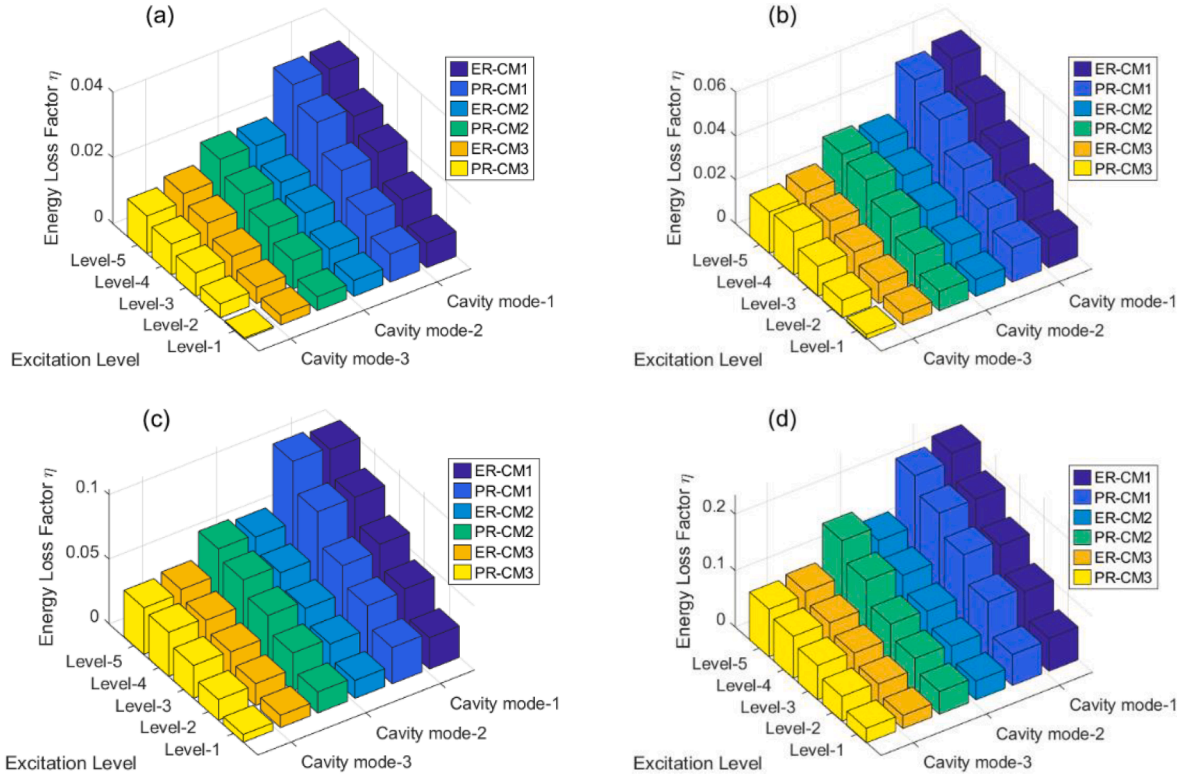 (a)
Energy Loss Factor η
0.04
0.02
0
Level-5
Level-4
Level-3
Level-2
Level-1
Excitation Level
Cavity mode-1
Cavity mode-2
Cavity mode-3
ER-CM1
PR-CM1
ER-CM2
PR-CM2
ER-CM3
PR-CM3
(b)
Energy Loss Factor η
0.06
0.04
0.02
0
Level-5
Level-4
Level-3
Level-2
Level-1
Excitation Level
Cavity mode-1
Cavity mode-2
Cavity mode-3
ER-CM1
PR-CM1
ER-CM2
PR-CM2
ER-CM3
PR-CM3
(c)
Energy Loss Factor η
0.1
0.05
0
Level-5
Level-4
Level-3
Level-2
Level-1
Excitation Level
Cavity mode-1
Cavity mode-2
Cavity mode-3
ER-CM1
PR-CM1
ER-CM2
PR-CM2
ER-CM3
PR-CM3
(d)
Energy Loss Factor η
0.2
0.1
0
Level-5
Level-4
Level-3
Level-2
Level-1
Excitation Level
Cavity mode-1
Cavity mode-2
Cavity mode-3
ER-CM1
PR-CM1
ER-CM2
PR-CM2
ER-CM3
PR-CM3